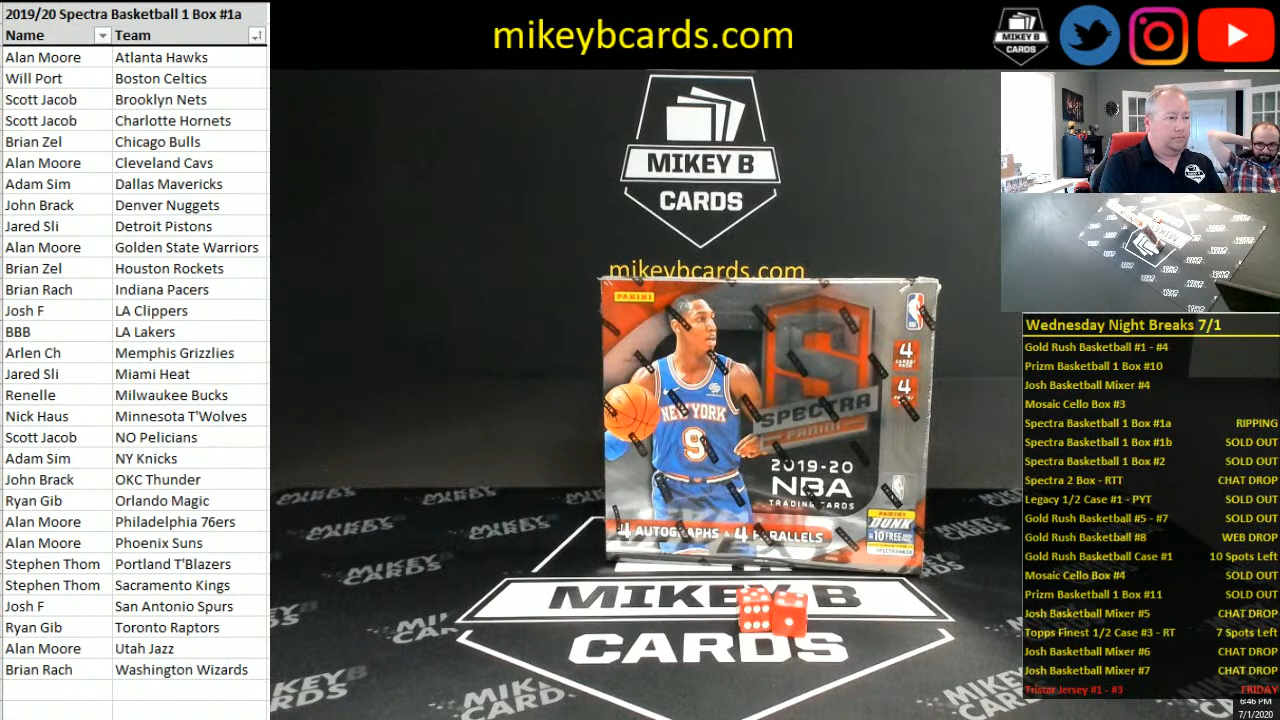 2019/20 Spectra Basketball 1 Box #1a
Name Team
Alan Moore Atlanta Hawks
Will Port Boston Celtics
Scott Jacob Brooklyn Nets
Scott Jacob Charlotte Hornets
Brian Zel Chicago Bulls
Alan Moore Cleveland Cavs
Adam Sim Dallas Mavericks
John Brack Denver Nuggets
Jared Sli Detroit Pistons
Alan Moore Golden State Warriors
Brian Zel Houston Rockets
Brian Rach Indiana Pacers
Josh F LA Clippers
BBB LA Lakers
Arlen Ch Memphis Grizzlies
Jared Sli Miami Heat
Renelle Milwaukee Bucks
Nick Haus Minnesota T'Wolves
Scott Jacob NO Pelicians
Adam Sim NY Knicks
John Brack OKC Thunder
Ryan Gib Orlando Magic
Alan Moore Philadelphia 76ers
Alan Moore Phoenix Suns
Stephen Thom Portland T'Blazers
Stephen Thom Sacramento Kings
Josh F San Antonio Spurs
Ryan Gib Toronto Raptors
Alan Moore Utah Jazz
Brian Rach Washington Wizards
mikeybcards.com
MIKEY B
CARDS
MIKEY B
CARDS
mikeybcards.com
PANINI
4
4
NEW YORK
9
SPECTRA
PANINI
2019-20
NBA
TRADING CARDS
PANINI
DUNK
10 FREE
4 AUTOGRAPHS & 4 PARALLELS
MIKEY B
CARDS
Wednesday Night Breaks 7/1
Gold Rush Basketball #1 - #4
Prizm Basketball 1 Box #10
Josh Basketball Mixer #4
Mosaic Cello Box #3
Spectra Basketball 1 Box #1a RIPPING
Spectra Basketball 1 Box #1b SOLD OUT
Spectra Basketball 1 Box #2 SOLD OUT
Spectra 2 Box - RTT CHAT DROP
Legacy 1/2 Case #1 - PYT SOLD OUT
Gold Rush Basketball #5 - #7 SOLD OUT
Gold Rush Basketball #8 WEB DROP
Gold Rush Basketball Case #1 10 Spots Left
Mosaic Cello Box #4 SOLD OUT
Prizm Basketball 1 Box #11 SOLD OUT
Josh Basketball Mixer #5 CHAT DROP
Topps Finest 1/2 Case #3 - RT 7 Spots Left
Josh Basketball Mixer #6 CHAT DROP
Josh Basketball Mixer #7 CHAT DROP
Tristar Jersey #1 - #3 FRIDAY
6:46 PM
7/1/2020